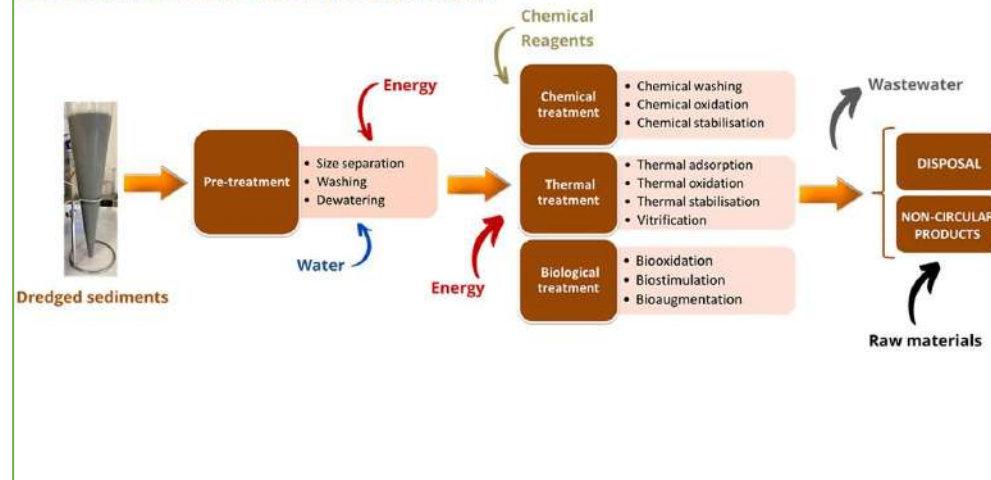 Chemical
Reagents
Energy
Wastewater
Chemical
treatment
• Chemical washing
• Chemical oxidation
• Chemical stabilisation
Pre-treatment
• Size separation
• Washing
• Dewatering
Thermal
treatment
• Thermal adsorption
• Thermal oxidation
• Thermal stabilisation
• Vitrification
DISPOSAL
NON-CIRCULAR
PRODUCTS
Water
Energy
Biological
treatment
• Biooxidation
• Biostimulation
• Bioaugmentation
Dredged sediments
Raw materials